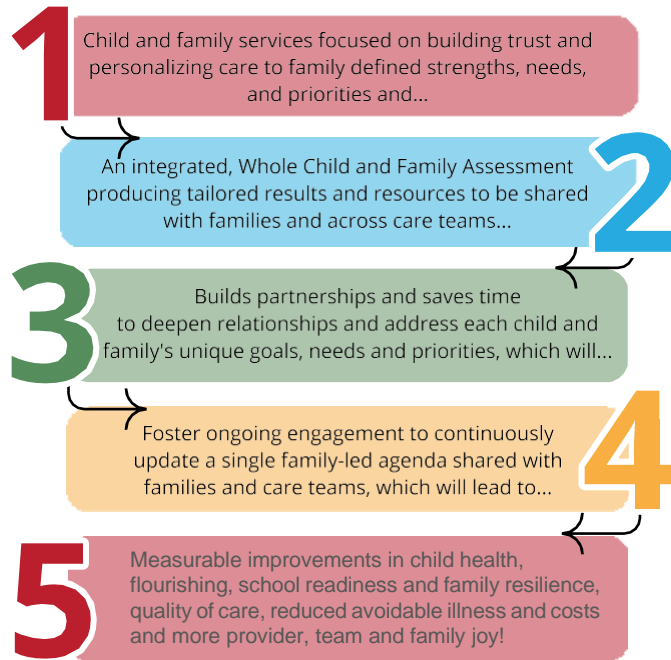 1
Child and family services focused on building trust and
personalizing care to family defined strengths, needs,
and priorities and...
2
An integrated, Whole Child and Family Assessment
producing tailored results and resources to be shared
with families and across care teams...
3
Builds partnerships and saves time
to deepen relationships and address each child and
family's unique goals, needs and priorities, which will...
4
Foster ongoing engagement to continuously
update a single family-led agenda shared with
families and care teams, which will lead to...
5
Measurable improvements in child health,
flourishing, school readiness and family resilience,
quality of care, reduced avoidable illness and costs
and more provider, team and family joy!